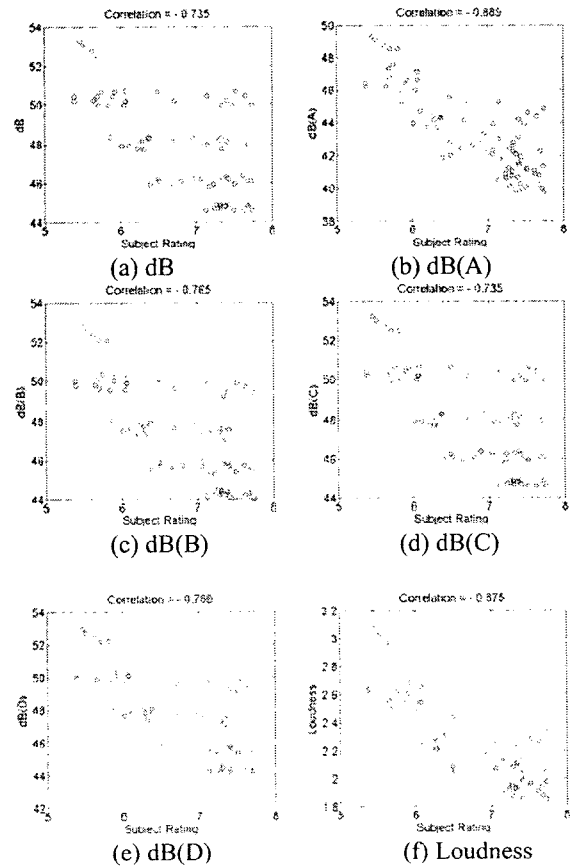 Correlation = - 0.735
54
52
50
48
46
44
dB
5 6 7 8
Subject Rating
(a) dB
Correlation = - 0.889
50
48
46
44
42
40
38
dB(A)
5 6 7 8
Subject Rating
(b) dB(A)
Correlation = - 0.765
54
52
50
48
46
44
dB(B)
5 6 7 8
Subject Rating
(c) dB(B)
Correlation = - 0.735
54
52
50
48
46
44
dB(C)
5 6 7 8
Subject Rating
(d) dB(C)
Correlation =
54
52
50
48
46
44
42
dB(D)
5 6 7 8
Subject Rating
(e) dB(D)
Correlation = - 0.875
3.2
3
2.8
2.6
2.4
2.2
2
1.8
Loudness
5 6 7 8
Subject Rating
(f) Loudness